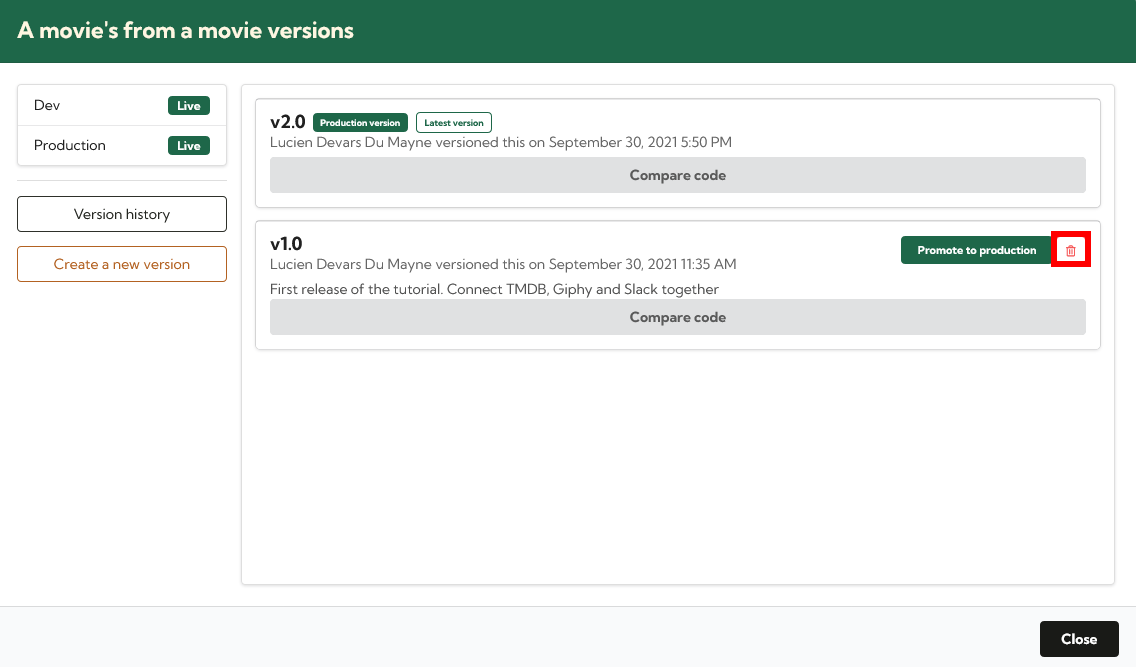 A movie's from a movie versions
Dev Live
Production Live
Version history
Create a new version
v2.0 Production version Latest version
Lucien Devars Du Mayne versioned this on September 30, 2021 5:50 PM
Compare code
v1.0
Promote to production
Lucien Devars Du Mayne versioned this on September 30, 2021 11:35 AM
First release of the tutorial. Connect TMDB, Giphy and Slack together
Compare code
Close